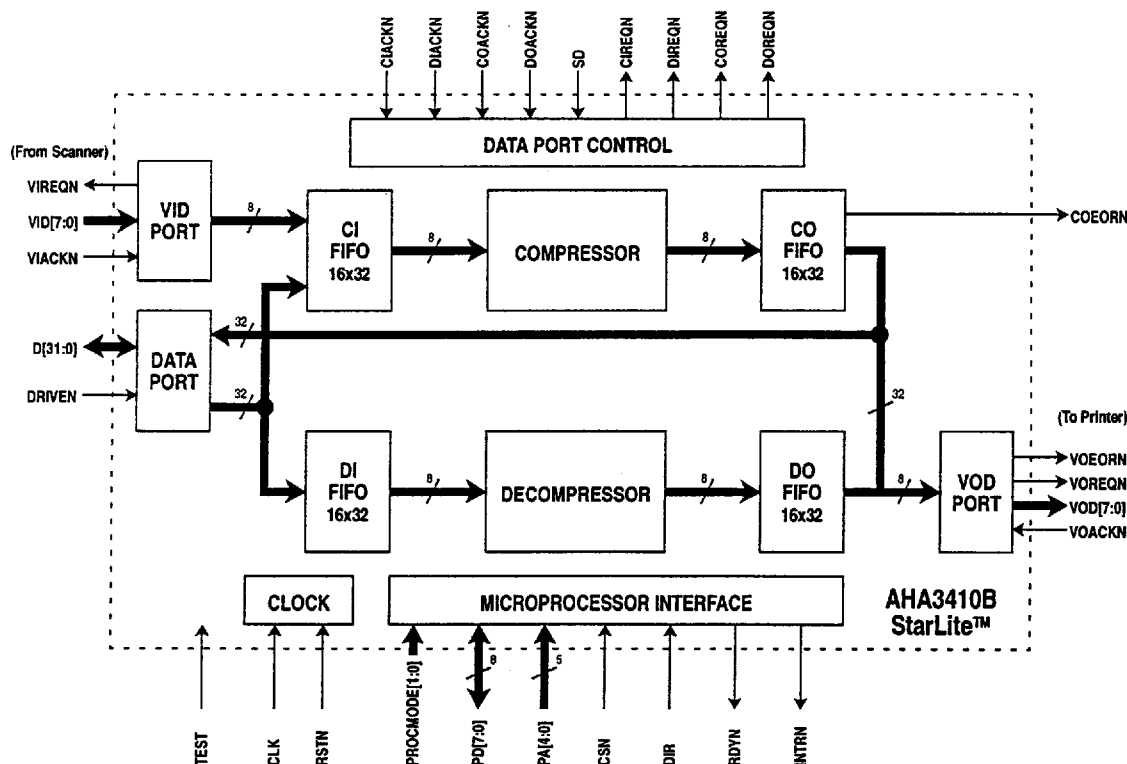 CIACKN
DIACKN
COACKN
DOACKN
SD
CIREQN
DIREQN
COREQN
DOREQN
DATA PORT CONTROL
(From Scanner)
VIREQN
VID[7:0]
VIACKN
VID
PORT
8
CI
FIFO
16x32
8
COMPRESSOR
8
CO
FIFO
16x32
COEORN
D[31:0]
DRIVEN
DATA
PORT
32
32
32
DI
FIFO
16x32
8
DECOMPRESSOR
8
DO
FIFO
16x32
8
VOD
PORT
(To Printer)
VOEORN
VOREQN
VOD[7:0]
VOACKN
CLOCK
MICROPROCESSOR INTERFACE
AHA3410B
StarLite™
TEST
CLK
RSTN
PROCMODE[1:0]
PD[7:0]
8
PA[4:0]
5
CSN
DIR
RDYN
INTRN